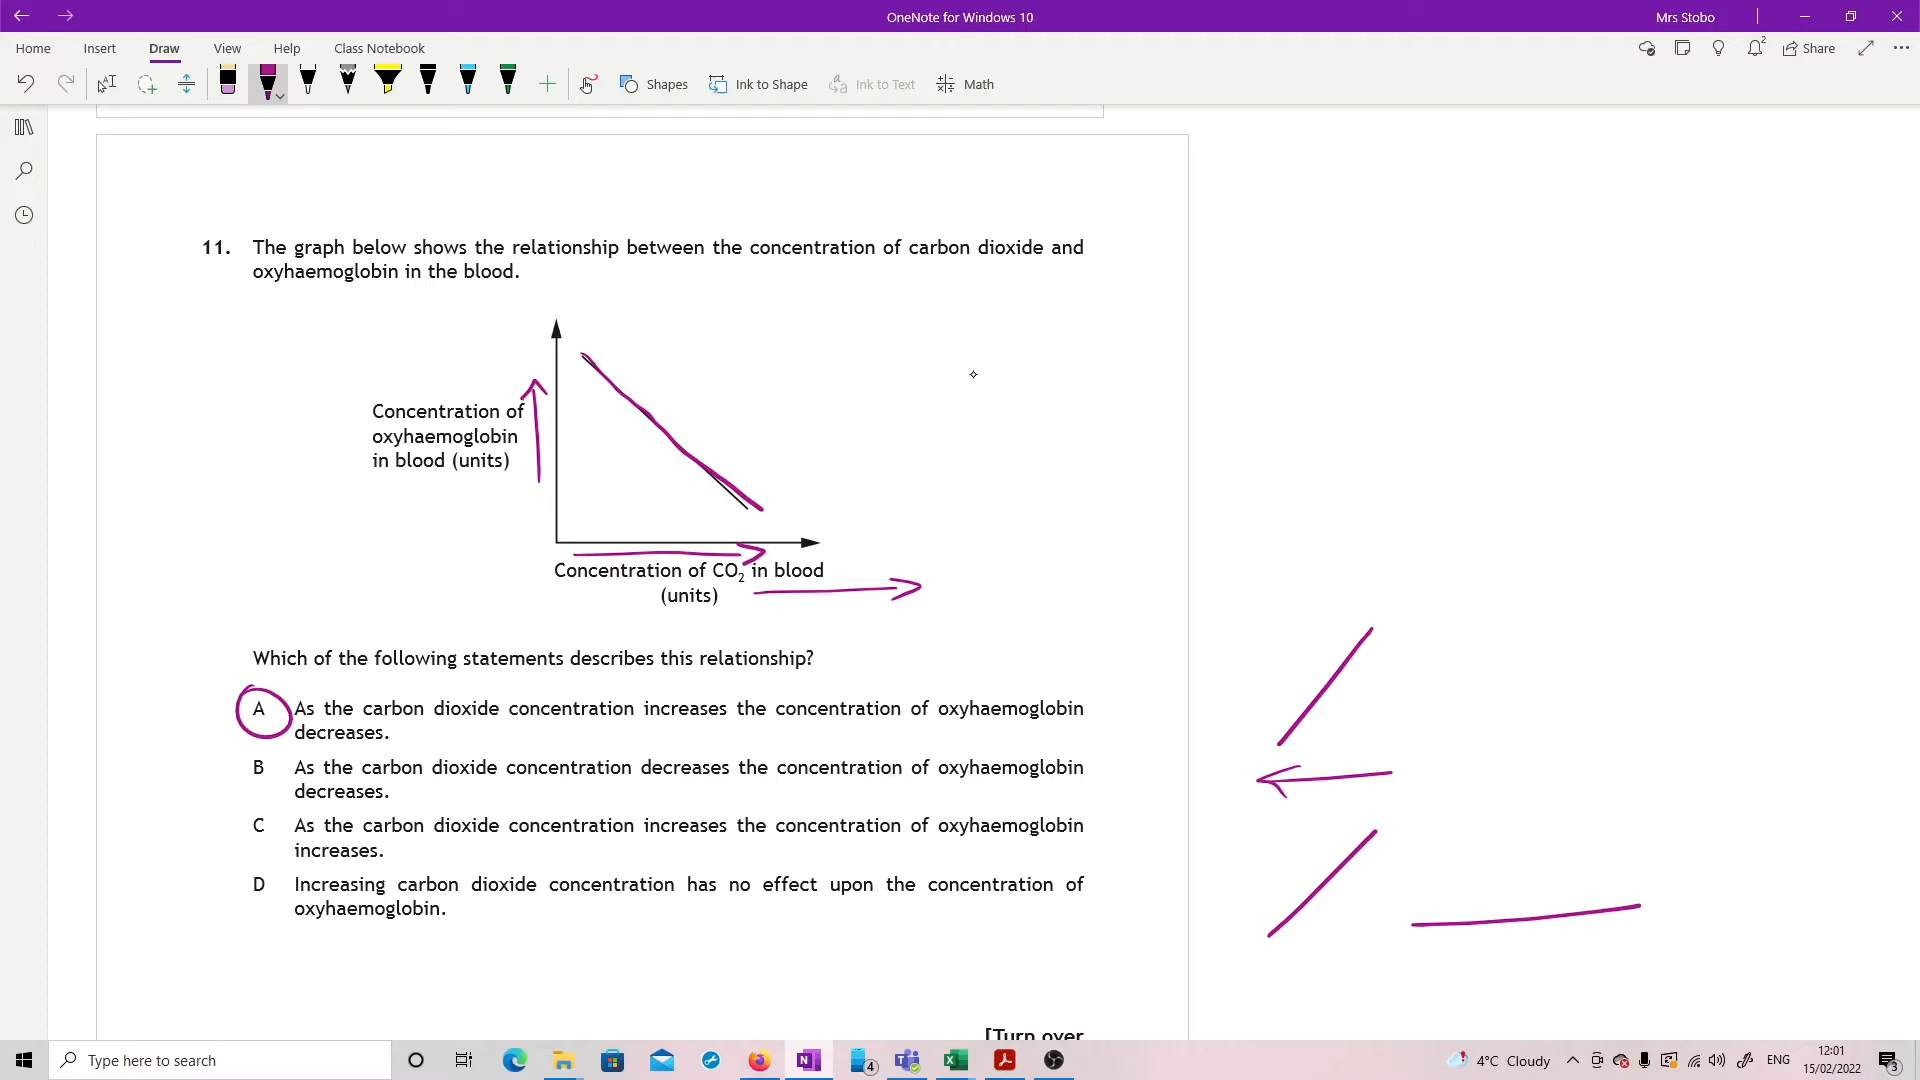 OneNote for Windows 10
Mrs Stobo
Home Insert Draw View Help Class Notebook
2
Share
Shapes Ink to Shape Ink to Text Math
11. The graph below shows the relationship between the concentration of carbon dioxide and
oxyhaemoglobin in the blood.
Concentration of
oxyhaemoglobin
in blood (units)
Concentration of CO2 in blood
(units)
Which of the following statements describes this relationship?
A As the carbon dioxide concentration increases the concentration of oxyhaemoglobin
decreases.
B As the carbon dioxide concentration decreases the concentration of oxyhaemoglobin
decreases.
C As the carbon dioxide concentration increases the concentration of oxyhaemoglobin
increases.
D Increasing carbon dioxide concentration has no effect upon the concentration of
oxyhaemoglobin.
[Turn over
Type here to search
4
4°C Cloudy
ENG
12:01
15/02/2022
3